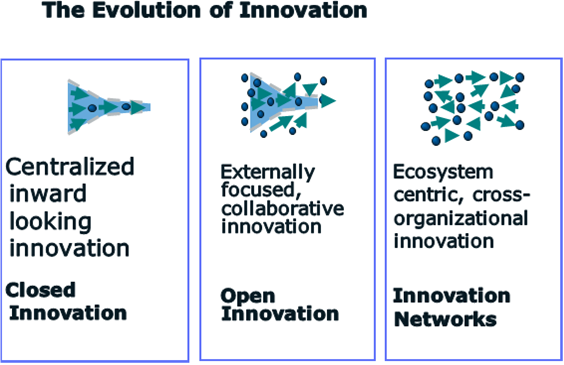 The Evolution of Innovation
Centralized
inward
looking
innovation
Closed
Innovation
Externally
focused,
collaborative
innovation
Open
Innovation
Ecosystem
centric, cross-
organizational
innovation
Innovation
Networks